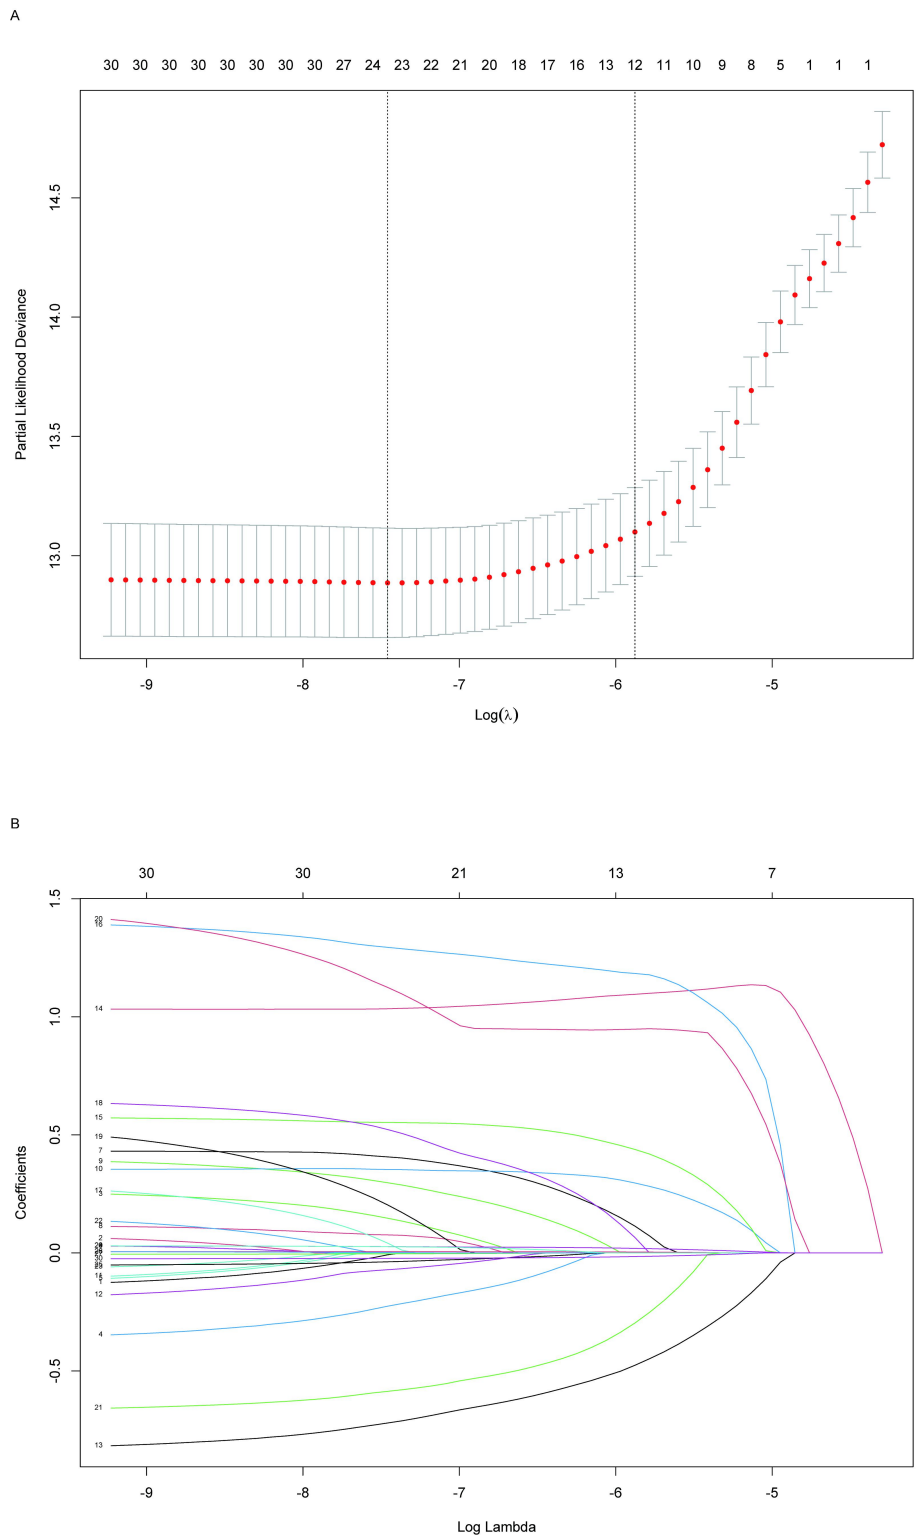 A
30 30 30 30 30 30 30 30 27 24 23 22 21 20 18 17 16 13 12 11 10 9 8 5 1 1 1
14.5
14.0
13.5
13.0
Partial Likelihood Deviance
-9 -8 -7 -6 -5
Log(λ)
B
30 30 21 13 7
1.5
1.0
0.5
0.0
-0.5
Coefficients
20
16
14
18
15
19
7
9
10
17
3
22
8
2
1
12
4
21
13
-9 -8 -7 -6 -5
Log Lambda